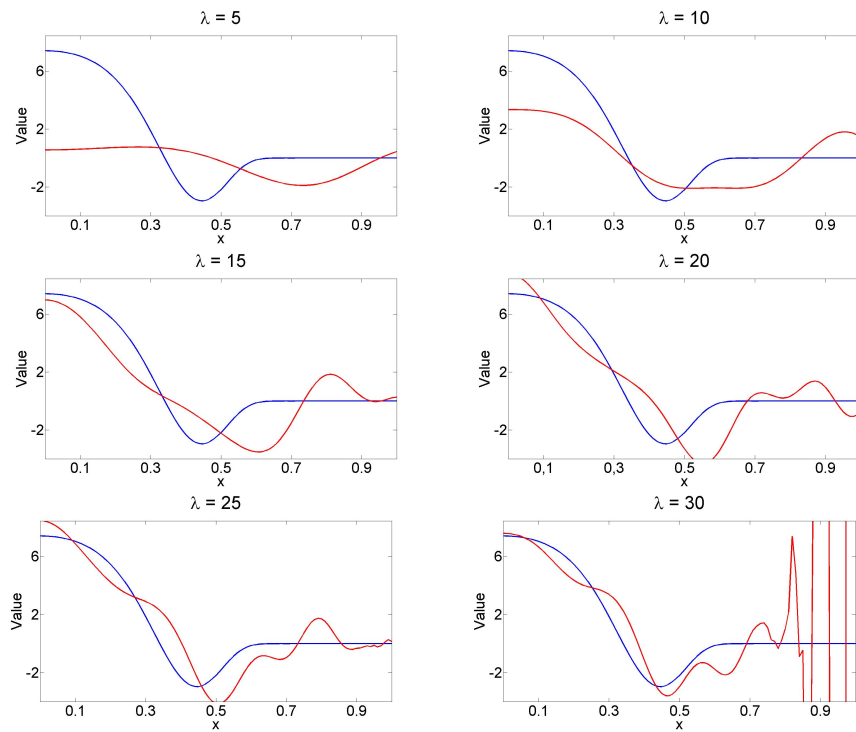 λ = 5
Value
6
2
-2
0.1 0.3 0.5 0.7 0.9
x
λ = 10
Value
6
2
-2
0.1 0.3 0.5 0.7 0.9
x
λ = 15
Value
6
2
-2
0.1 0.3 0.5 0.7 0.9
x
λ = 20
Value
6
2
-2
0,1 0,3 0.5 0.7 0.9
x
λ = 25
Value
6
2
-2
0.1 0.3 0.5 0.7 0.9
x
λ = 30
Value
6
2
-2
0.1 0.3 0.5 0.7 0.9
x